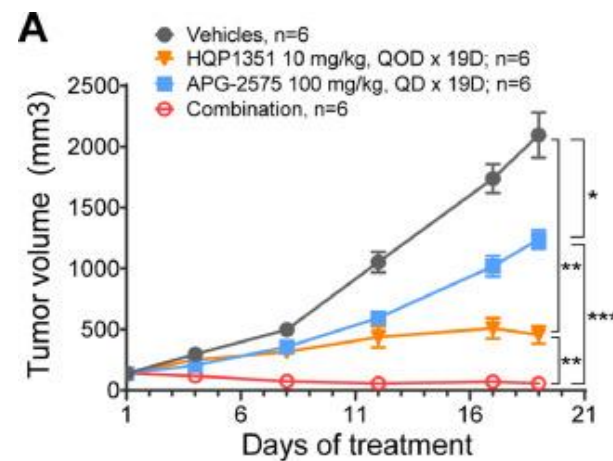 A
Vehicles, n=6
HQP1351 10 mg/kg, QOD x 19D; n=6
APG-2575 100 mg/kg, QD x 19D; n=6
Combination, n=6
Tumor volume (mm3)
2500
2000
1500
1000
500
0
*
**
***
**
1 6 11 16 21
Days of treatment